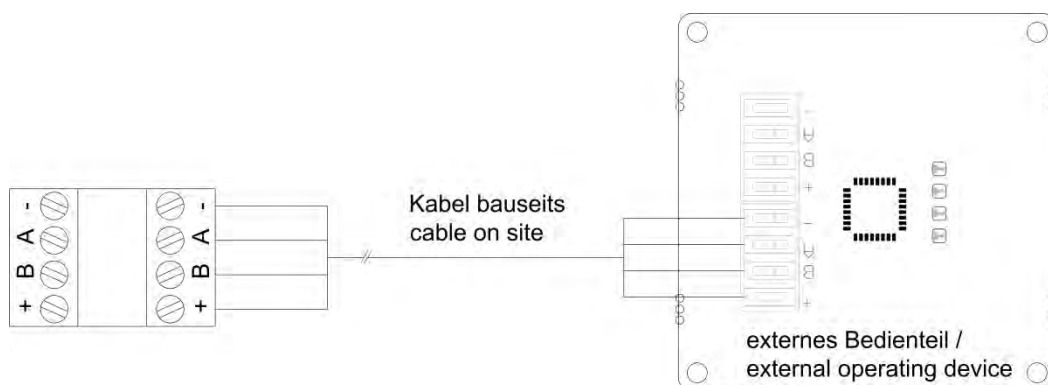 -
A
B
+
-
A
B
+
Kabel bauseits
cable on site
-
A
B
+
-
A
B
+
externes Bedienteil /
external operating device